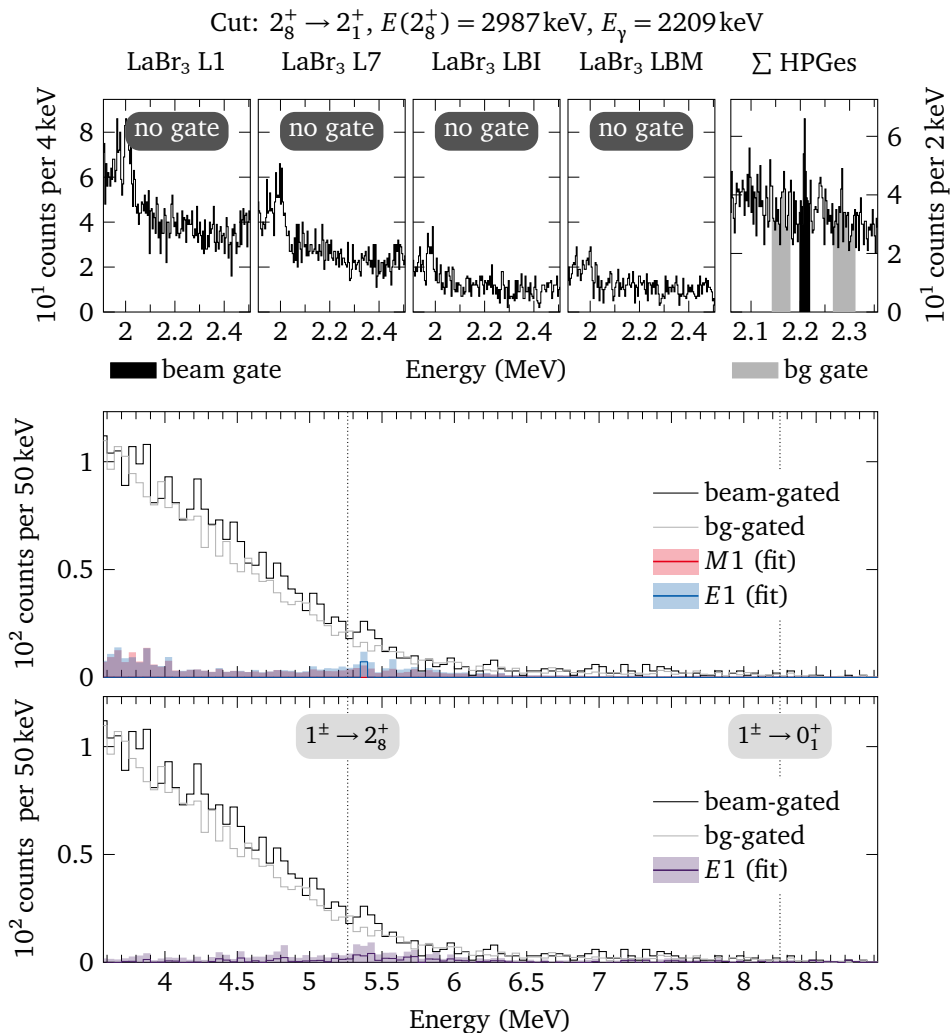 Cut: 2₈⁺ → 2₁⁺, E(2₈⁺) = 2987 keV, Eᵧ = 2209 keV
LaBr₃ L1 LaBr₃ L7 LaBr₃ LBI LaBr₃ LBM ∑ HPGes
no gate no gate no gate no gate
10¹ counts per 4 keV
0 2 4 6 8
10¹ counts per 2 keV
0 2 4 6
2 2.2 2.4 2 2.2 2.4 2 2.2 2.4 2 2.2 2.4 2.1 2.2 2.3
beam gate Energy (MeV) bg gate
10² counts per 50 keV
1
0.5
0
beam-gated
bg-gated
M1 (fit)
E1 (fit)
10² counts per 50 keV
1
0.5
0
1± → 2₈⁺ 1± → 0₁⁺
beam-gated
bg-gated
E1 (fit)
4 4.5 5 5.5 6 6.5 7 7.5 8 8.5
Energy (MeV)